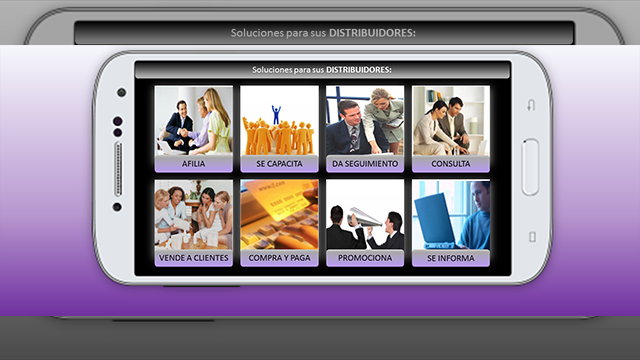 Soluciones para sus DISTRIBUIDORES:
Soluciones para sus DISTRIBUIDORES:
AFILIA
SE CAPACITA
DA SEGUIMIENTO
CONSULTA
VENDE A CLIENTES
COMPRA Y PAGA
PROMOCIONA
SE INFORMA